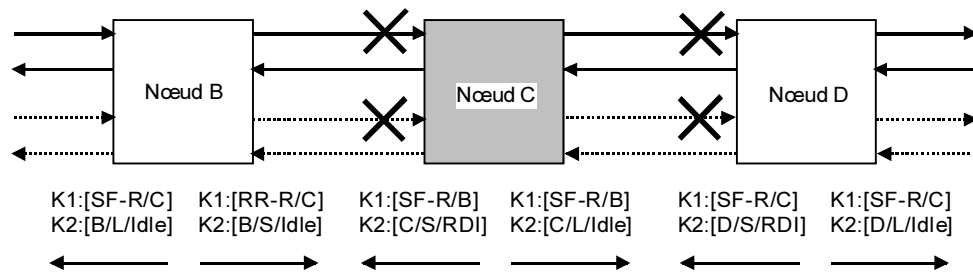 Nœud B
Nœud C
Nœud D
K1:[SF-R/C] K1:[RR-R/C] K1:[SF-R/B] K1:[SF-R/B] K1:[SF-R/C] K1:[SF-R/C]
K2:[B/L/Idle] K2:[B/S/Idle] K2:[C/S/RDI] K2:[C/L/Idle] K2:[D/S/RDI] K2:[D/L/Idle]